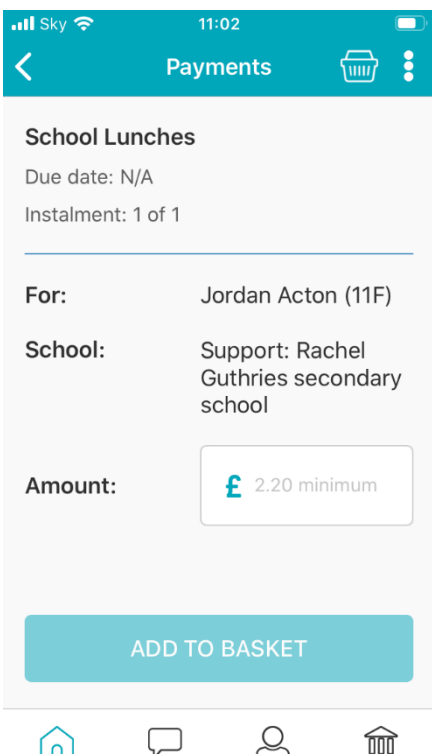 Sky 11:02
Payments
School Lunches
Due date: N/A
Instalment: 1 of 1
For: Jordan Acton (11F)
School: Support: Rachel
Guthries secondary
school
Amount: £ 2.20 minimum
ADD TO BASKET